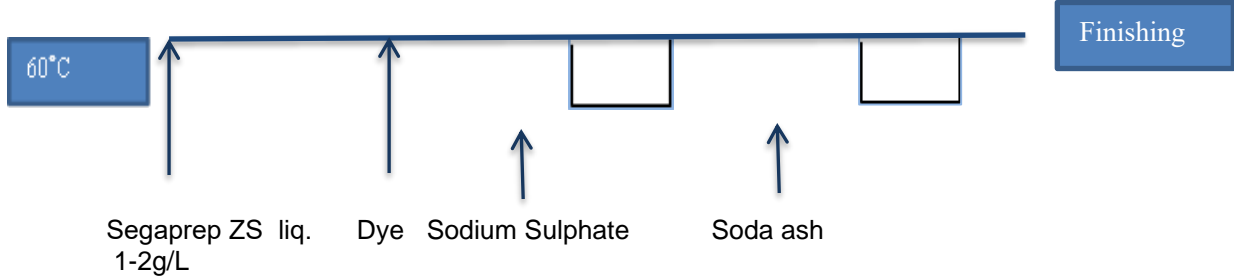 Finishing
60°C
Segaprep ZS liq. Dye Sodium Sulphate Soda ash
1-2g/L